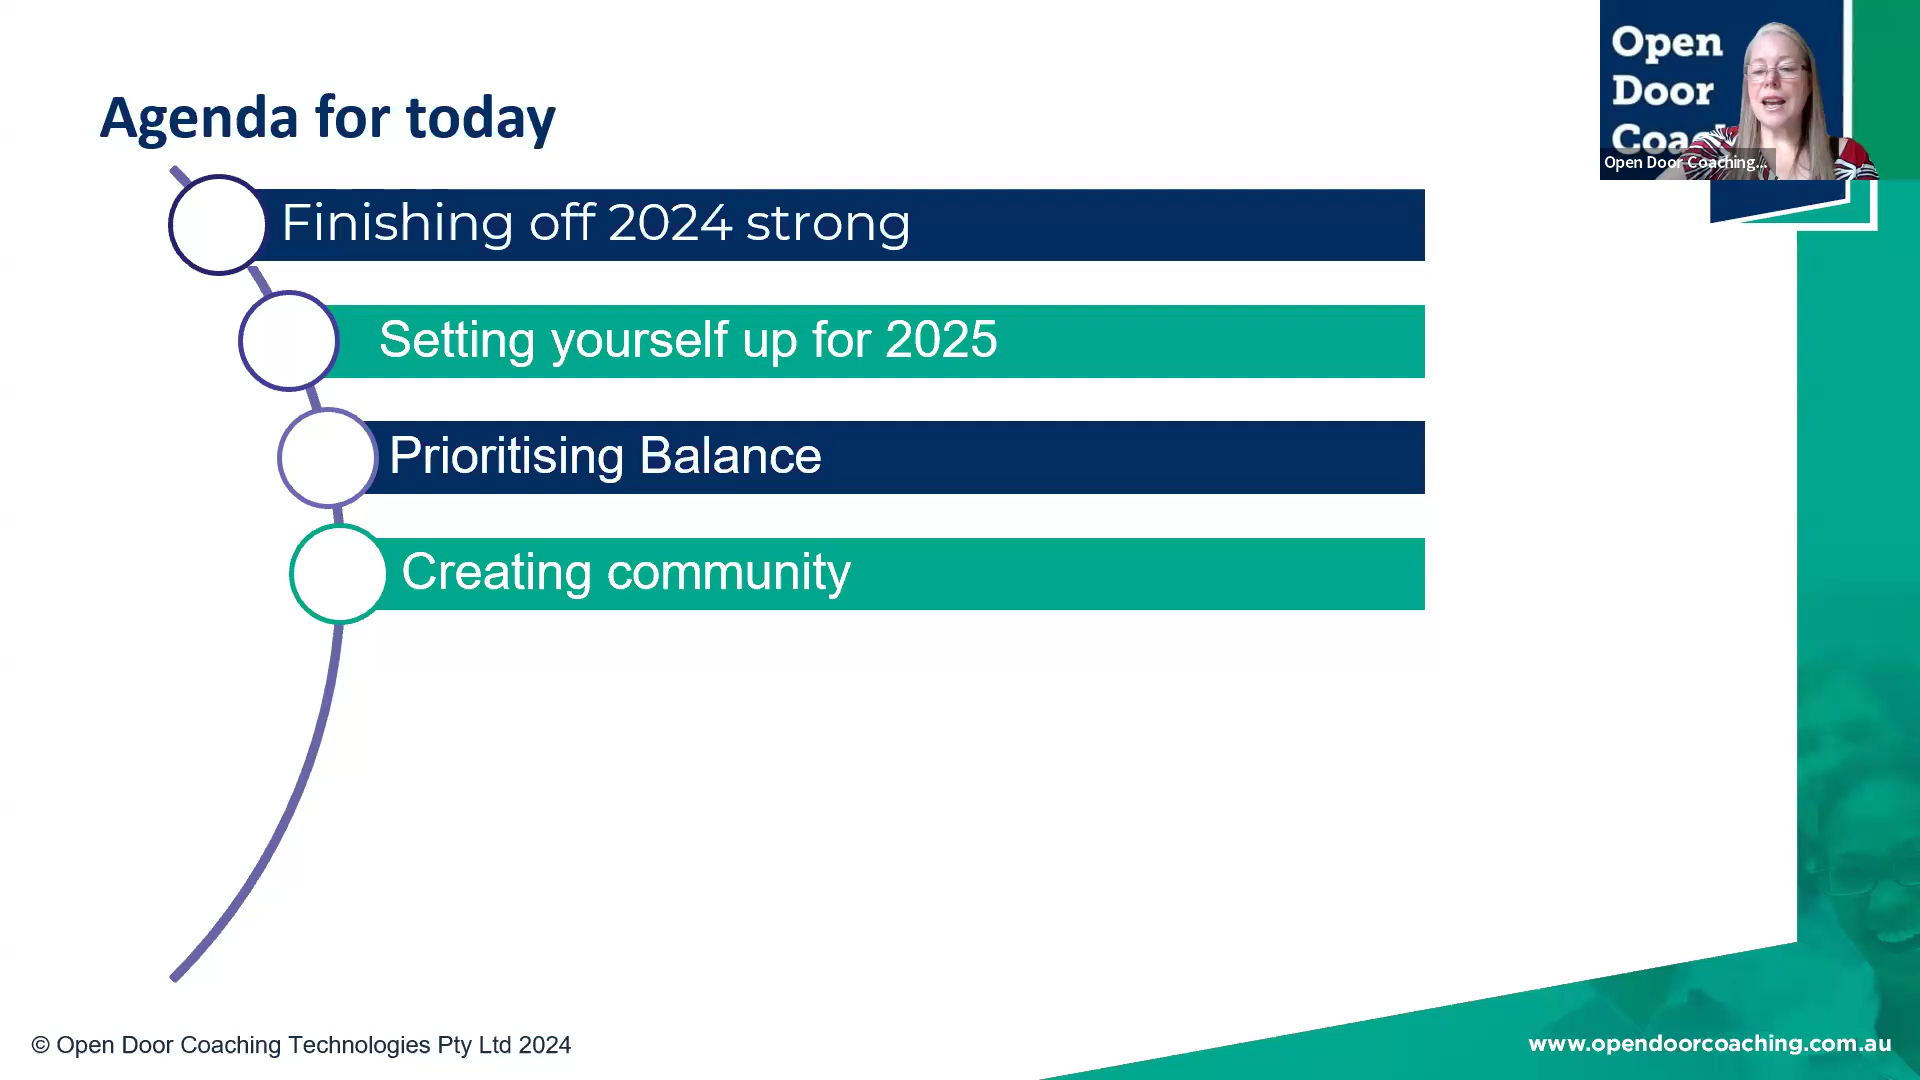 Agenda for today
Finishing off 2024 strong
Setting yourself up for 2025
Prioritising Balance
Creating community
Open
Door
Open Door Coaching...
© Open Door Coaching Technologies Pty Ltd 2024
www.opendoorcoaching.com.au